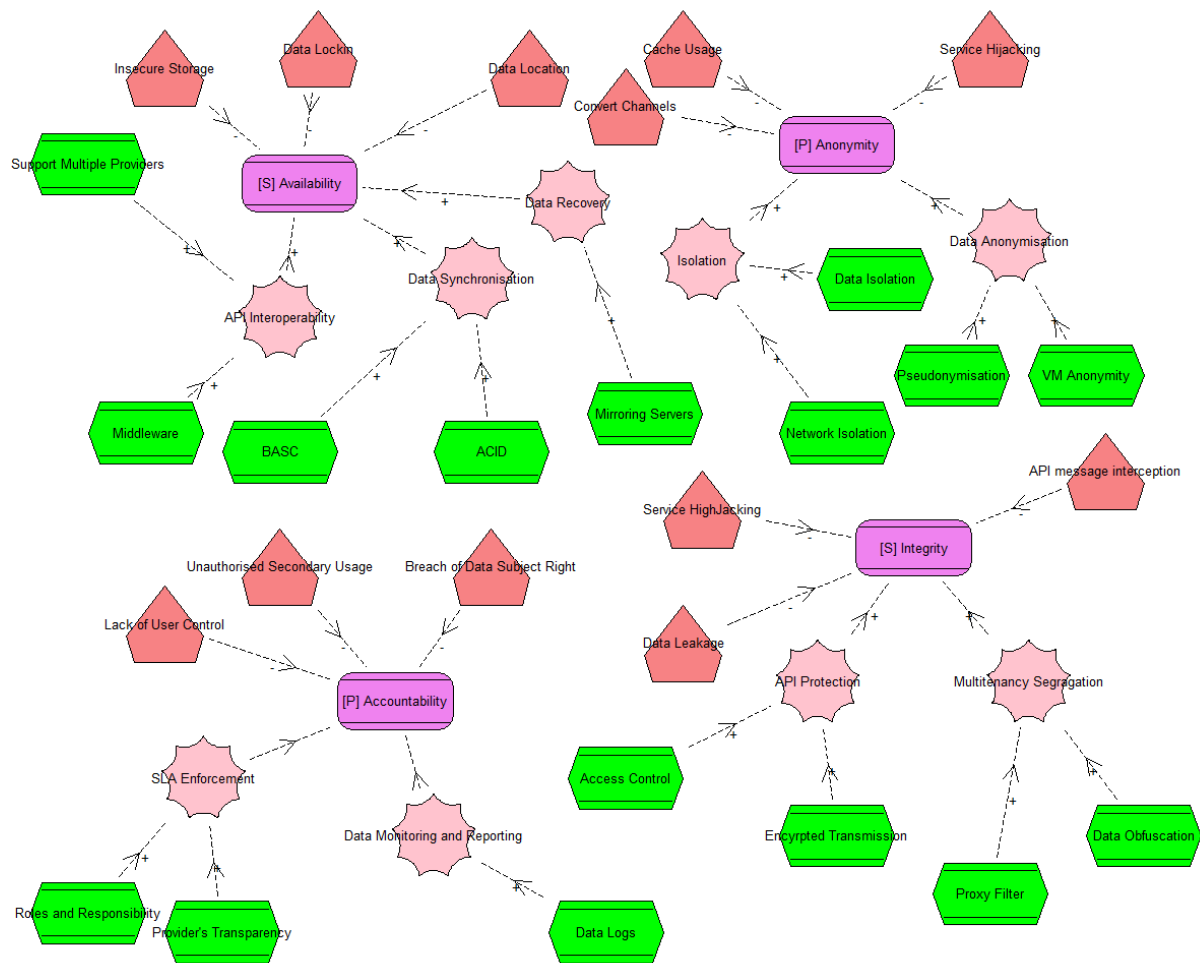 Insecure Storage
Data Lockin
Data Location
Support Multiple Providers
[S] Availability
-
-
-
Data Recovery
+
+
+
+
Data Synchronisation
API Interoperability
+
+
+
+
Middleware
BASC
ACID
Mirroring Servers
Cache Usage
Service Hijacking
Convert Channels
-
-
-
[P] Anonymity
+
+
Isolation
Data Anonymisation
+
Data Isolation
+
+
+
Pseudonymisation
VM Anonymity
Network Isolation
Unauthorised Secondary Usage
Breach of Data Subject Right
Lack of User Control
-
-
-
[P] Accountability
SLA Enforcement
Data Monitoring and Reporting
+
+
+
Roles and Responsibility
Provider's Transparency
Data Logs
API message interception
Service HighJacking
-
-
[S] Integrity
-
Data Leakage
+
+
API Protection
Multitenancy Segragation
+
+
+
+
Access Control
Encyrpted Transmission
Data Obfuscation
Proxy Filter